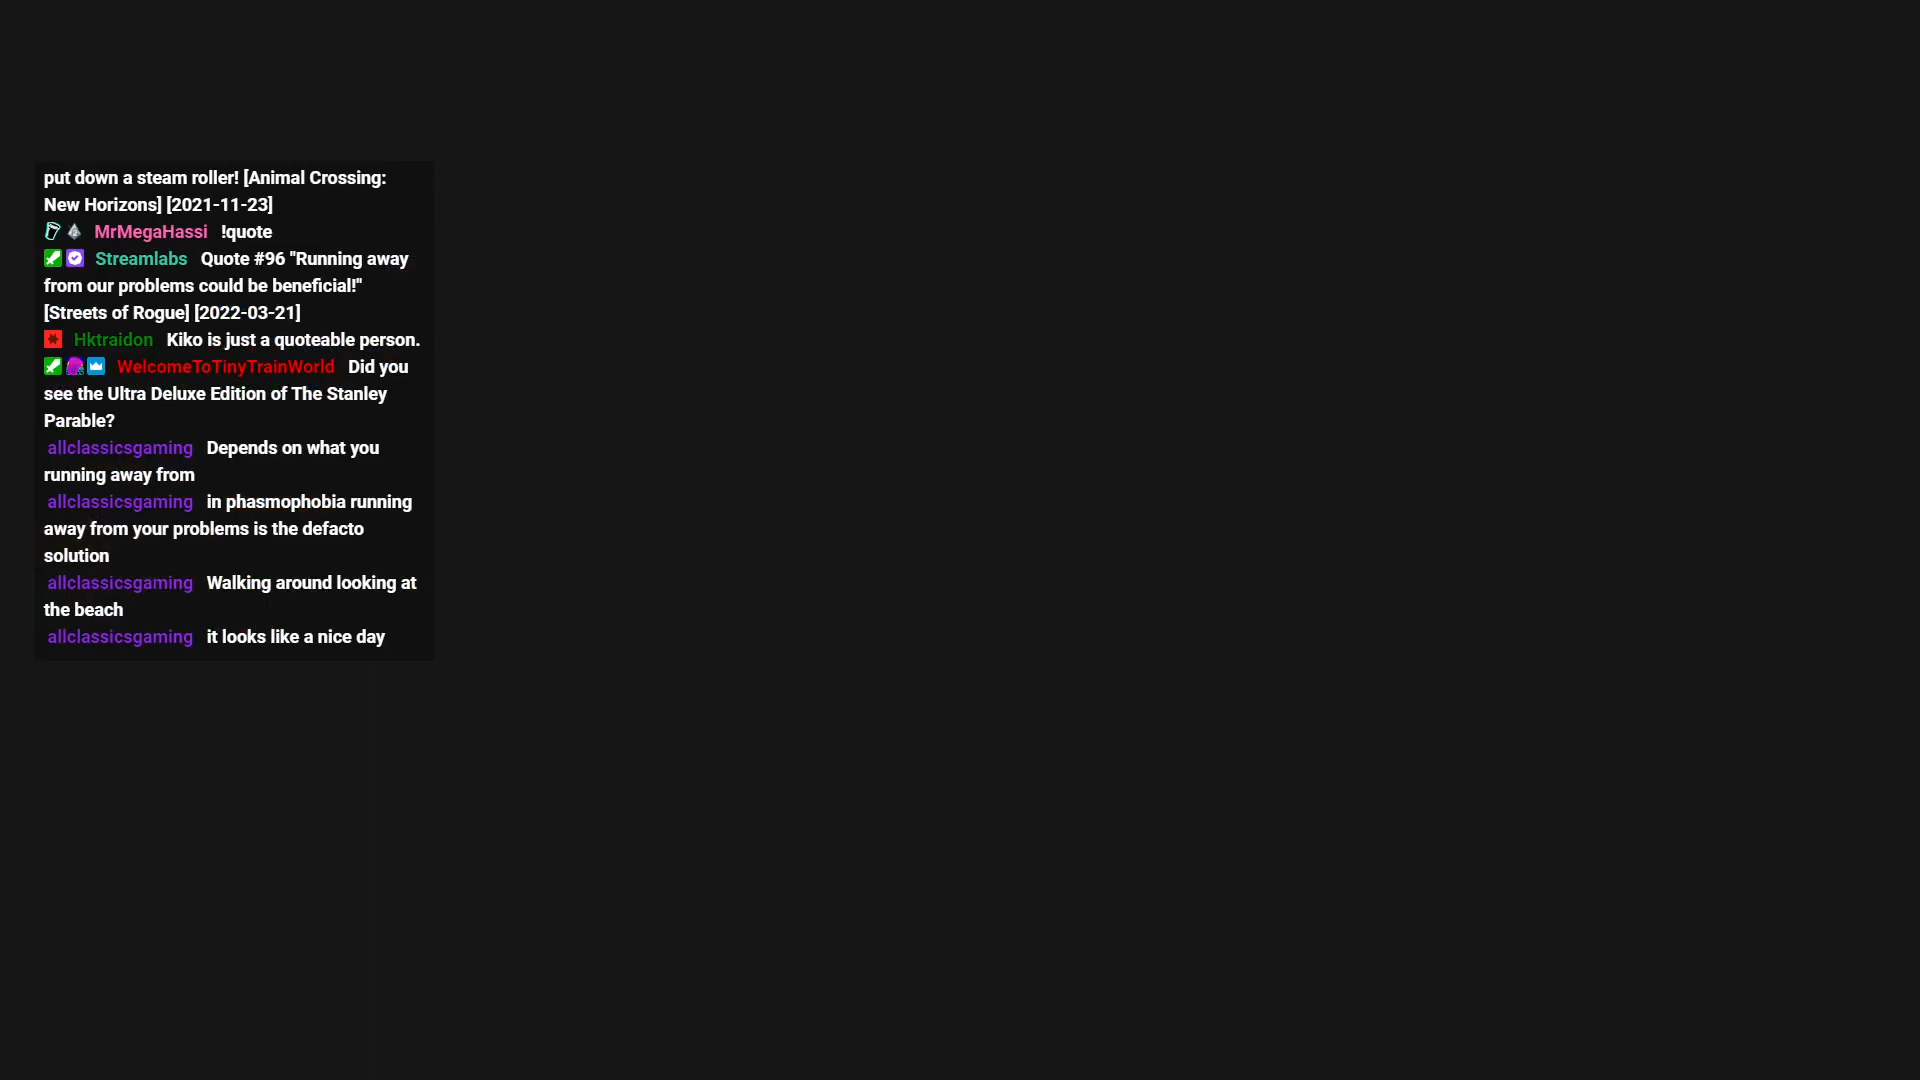 put down a steam roller! [Animal Crossing:
New Horizons] [2021-11-23]
MrMegaHassi !quote
Streamlabs Quote #96 "Running away
from our problems could be beneficial!"
[Streets of Rogue] [2022-03-21]
Hktraidon Kiko is just a quoteable person.
WelcomeToTinyTrainWorld Did you
see the Ultra Deluxe Edition of The Stanley
Parable?
allclassicsgaming Depends on what you
running away from
allclassicsgaming in phasmophobia running
away from your problems is the defacto
solution
allclassicsgaming Walking around looking at
the beach
allclassicsgaming it looks like a nice day